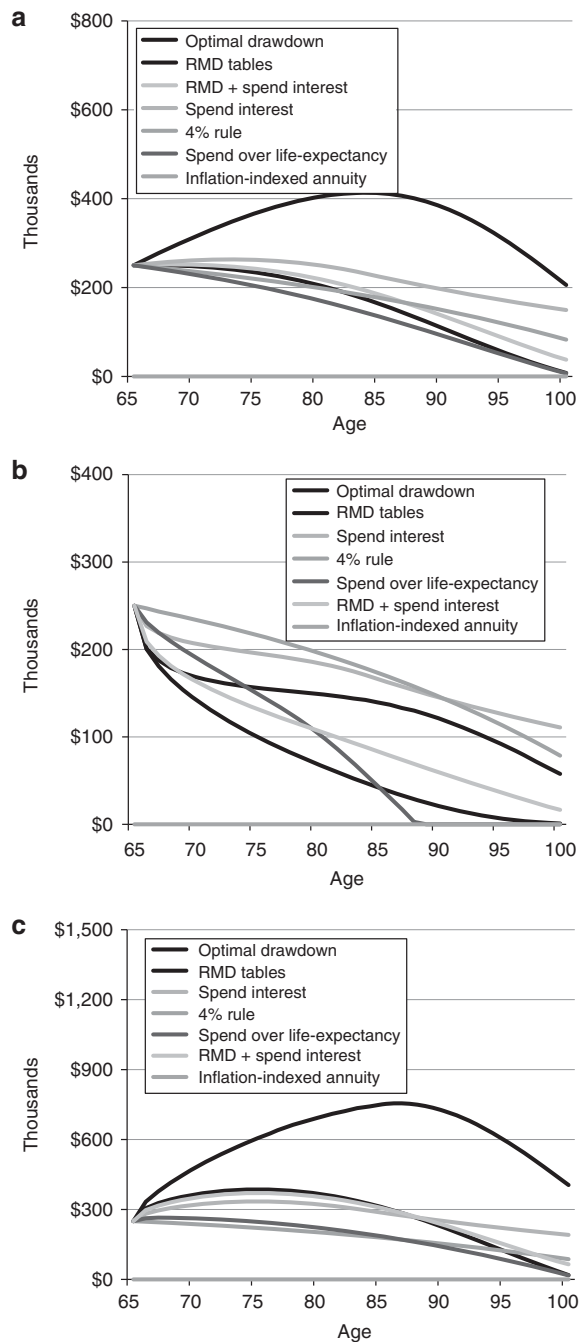 a
$800
$600
$400
$200
$0
Thousands
Optimal drawdown
RMD tables
RMD + spend interest
Spend interest
4% rule
Spend over life-expectancy
Inflation-indexed annuity
65 70 75 80 85 90 95 100
Age
b
$400
$300
$200
$100
$0
Thousands
Optimal drawdown
RMD tables
Spend interest
4% rule
Spend over life-expectancy
RMD + spend interest
Inflation-indexed annuity
65 70 75 80 85 90 95 100
Age
c
$1,500
$1,200
$900
$600
$300
$0
Thousands
Optimal drawdown
RMD tables
Spend interest
4% rule
Spend over life-expectancy
RMD + spend interest
Inflation-indexed annuity
65 70 75 80 85 90 95 100
Age